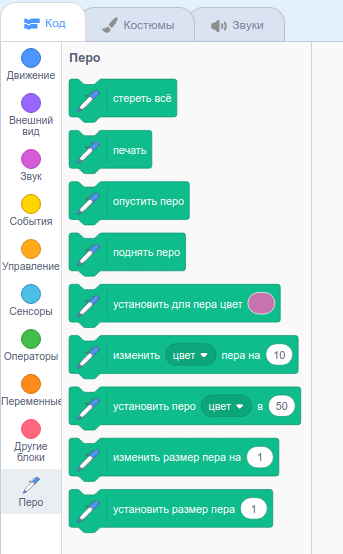 Код
Костюмы
Звуки
Движение
Внешний
вид
Звук
События
Управление
Сенсоры
Операторы
Переменные
Другие
блоки
Перо
Перо
стереть всё
печать
опустить перо
поднять перо
установить для пера цвет
изменить цвет пера на 10
установить перо цвет в 50
изменить размер пера на 1
установить размер пера 1